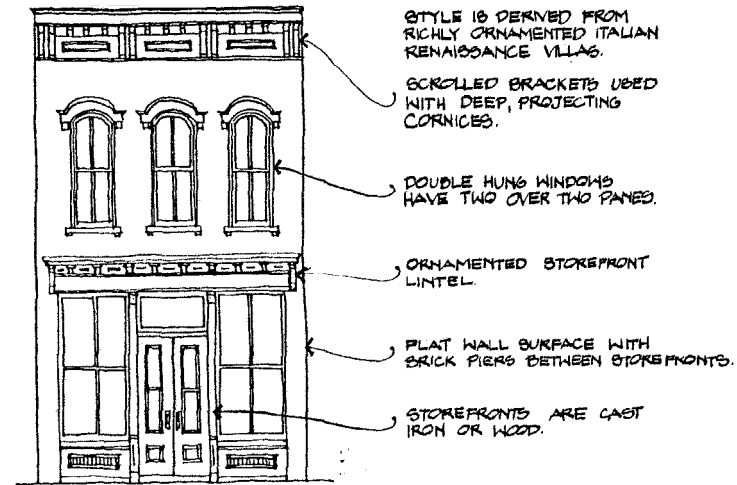 STYLE IS DERIVED FROM
RICHLY ORNAMENTED ITALIAN
RENAISSANCE VILLAS.
SCROLLED BRACKETS USED
WITH DEEP, PROJECTING
CORNICES.
DOUBLE HUNG WINDOWS
HAVE TWO OVER TWO PANES.
ORNAMENTED STOREFRONT
LINTEL.
FLAT WALL SURFACE WITH
BRICK PIERS BETWEEN STOREFRONTS.
STOREFRONTS ARE CAST
IRON OR WOOD.